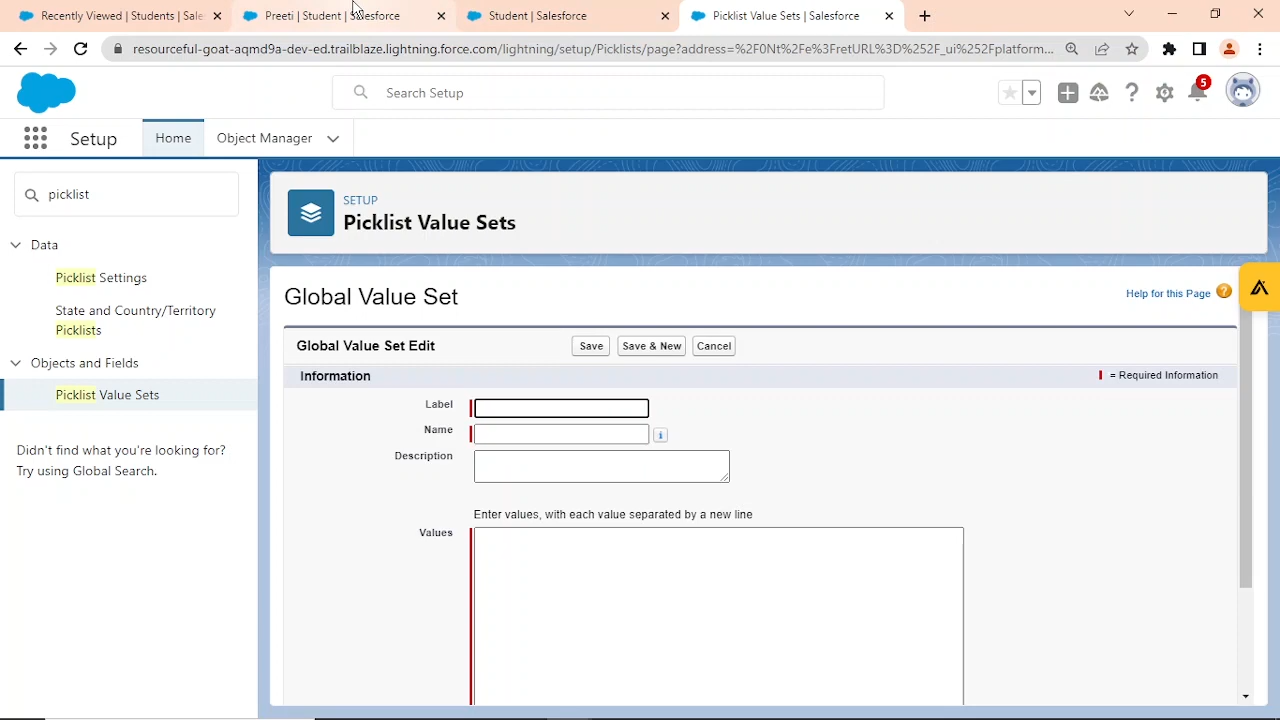 Recently Viewed | Students | Sale
Preeti | Student | Salesforce
Student | Salesforce
Picklist Value Sets | Salesforce
resourceful-goat-aqmd9a-dev-ed.trailblaze.lightning.force.com/lightning/setup/Picklists/page?address=%2F0Nt%2Fe%3FretURL%3D%252F_ui%252Fplatform...
Search Setup
5
Setup
Home
Object Manager
picklist
Data
Picklist Settings
State and Country/Territory
Picklists
Objects and Fields
Picklist Value Sets
Didn't find what you're looking for?
Try using Global Search.
SETUP
Picklist Value Sets
Global Value Set
Help for this Page ?
Global Value Set Edit
Save
Save & New
Cancel
Information
= Required Information
Label
Name
i
Description
Enter values, with each value separated by a new line
Values